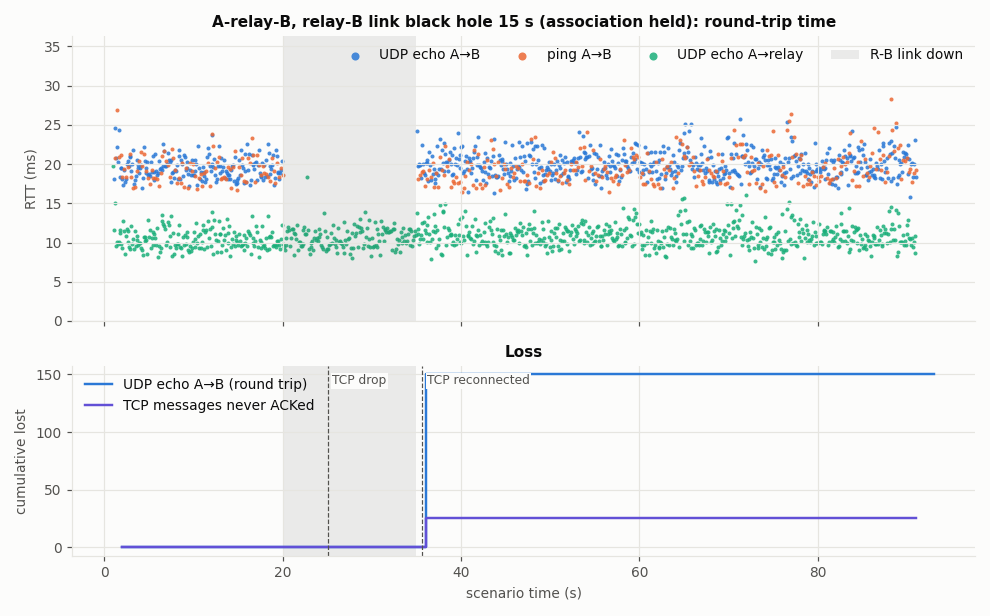 A-relay-B, relay-B link black hole 15 s (association held): round-trip time
UDP echo A→B
ping A→B
UDP echo A→relay
R-B link down
35
30
25
20
15
10
5
0
RTT (ms)
Loss
UDP echo A→B (round trip)
TCP messages never ACKed
TCP drop
TCP reconnected
150
100
50
0
cumulative lost
0
20
40
60
80
scenario time (s)